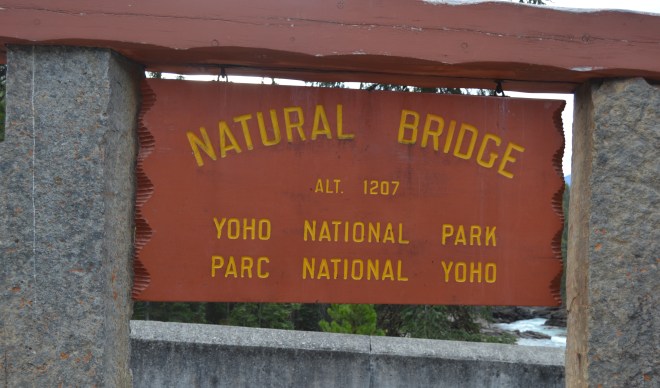 NATURAL BRIDGE
ALT. 1207
YOHO NATIONAL PARK
PARC NATIONAL YOHO